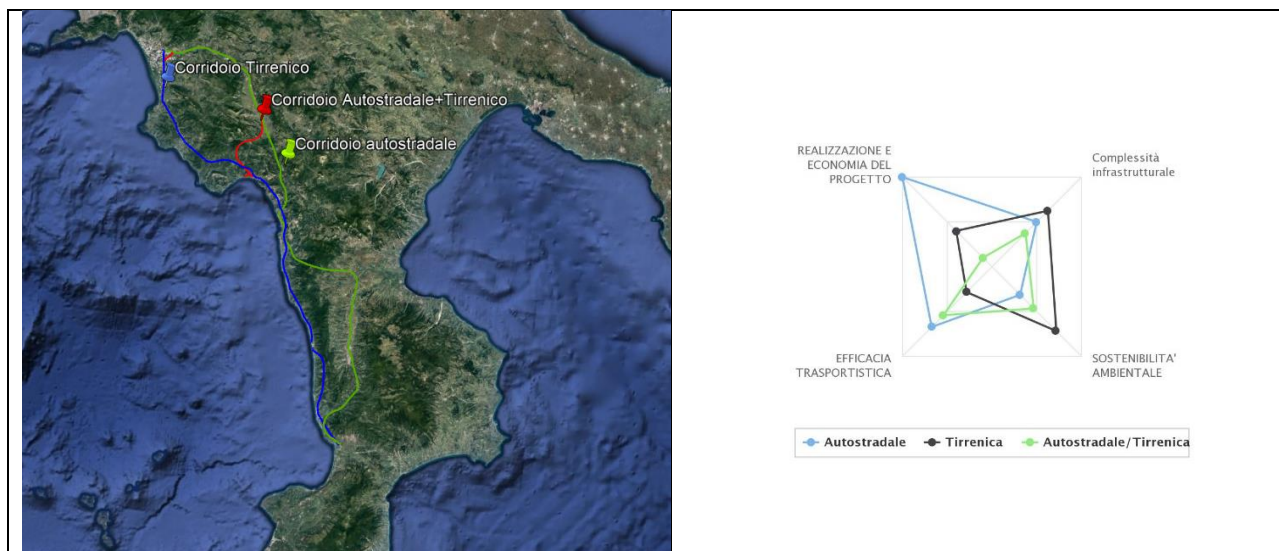 Corridoio Tirrenico
Corridoio Autostradale+Tirrenico
Corridoio autostradale
REALIZZAZIONE E
ECONOMIA DEL
PROGETTO
Complessità
infrastrutturale
EFFICACIA
TRASPORTISTICA
SOSTENIBILITA'
AMBIENTALE
Autostradale Tirrenica Autostradale/Tirrenica